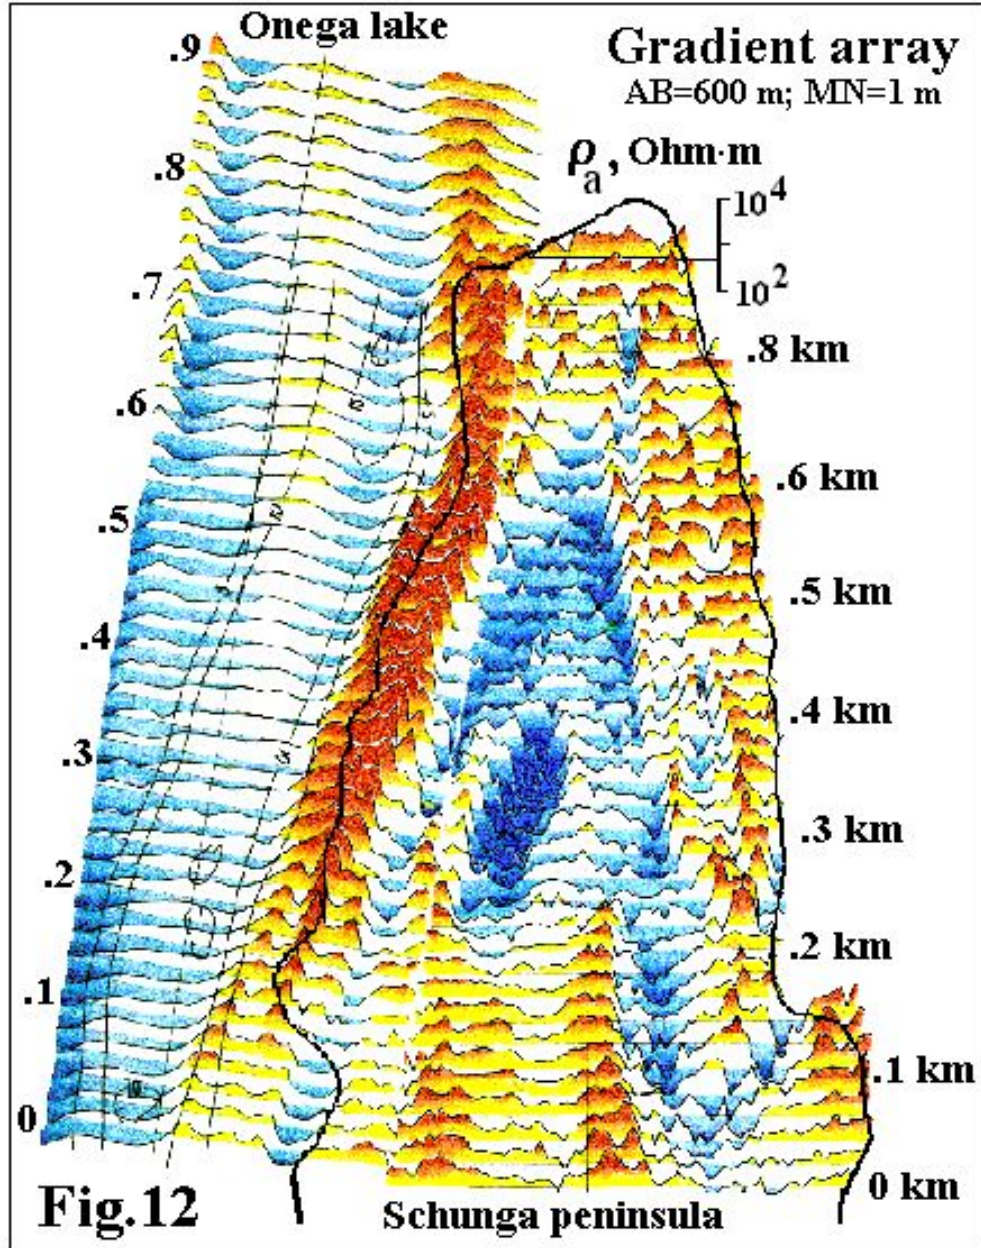 Onega lake
Gradient array
AB=600 m; MN=1 m
ρa, Ohm·m
10⁴
10²
.9
.8
.7
.6
.5
.4
.3
.2
.1
0
.8 km
.6 km
.5 km
.4 km
.3 km
.2 km
.1 km
0 km
Fig.12
Schunga peninsula